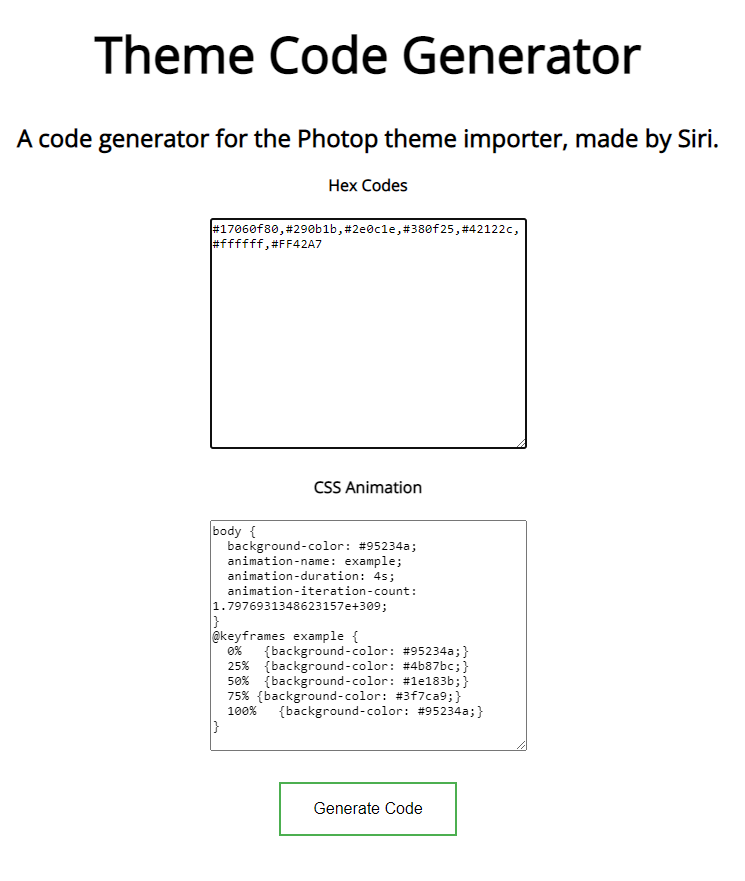 Theme Code Generator
A code generator for the Photop theme importer, made by Siri.
Hex Codes
#17060f80,#290b1b,#2e0c1e,#380f25,#42122c,
#ffffff,#FF42A7
CSS Animation
body {
  background-color: #95234a;
  animation-name: example;
  animation-duration: 4s;
  animation-iteration-count:
1.7976931348623157e+309;
}
@keyframes example {
  0%   {background-color: #95234a;}
  25%  {background-color: #4b87bc;}
  50%  {background-color: #1e183b;}
  75% {background-color: #3f7ca9;}
  100%   {background-color: #95234a;}
}
Generate Code